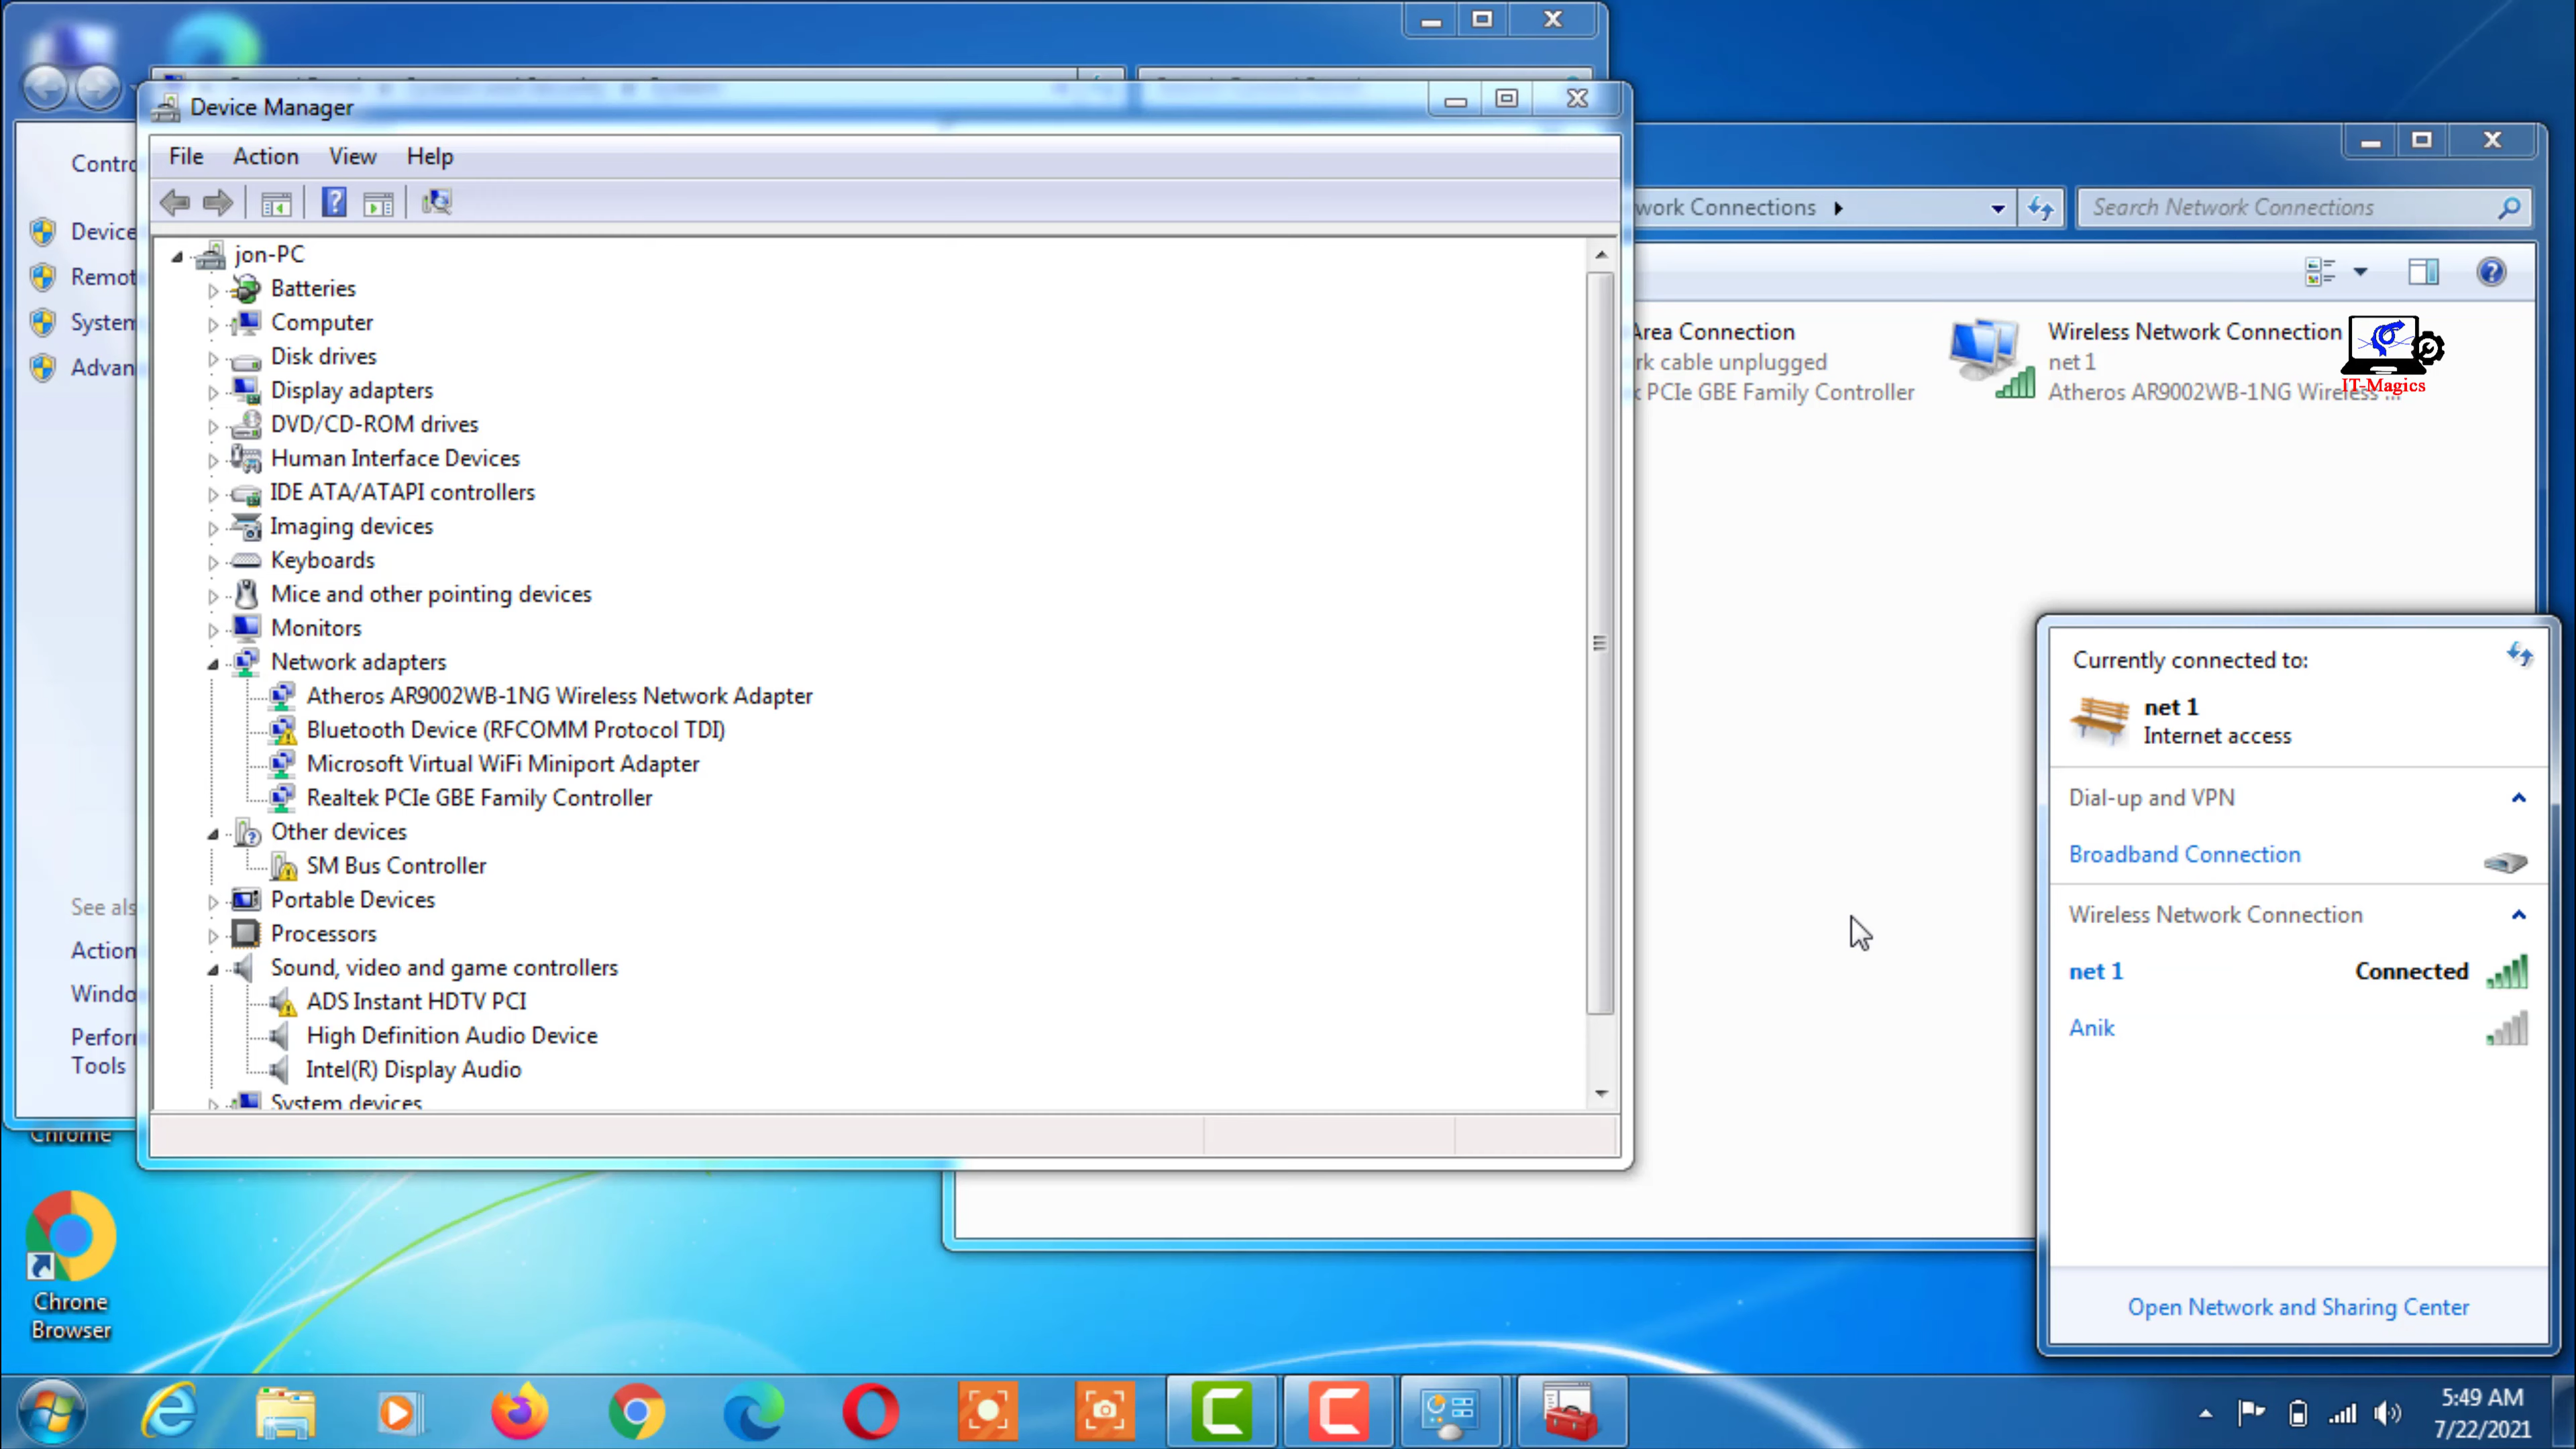 Device Manager
File Action View Help
jon-PC
Batteries
Computer
Disk drives
Display adapters
DVD/CD-ROM drives
Human Interface Devices
IDE ATA/ATAPI controllers
Imaging devices
Keyboards
Mice and other pointing devices
Monitors
Network adapters
Atheros AR9002WB-1NG Wireless Network Adapter
Bluetooth Device (RFCOMM Protocol TDI)
Microsoft Virtual WiFi Miniport Adapter
Realtek PCIe GBE Family Controller
Other devices
SM Bus Controller
Portable Devices
Processors
Sound, video and game controllers
ADS Instant HDTV PCI
High Definition Audio Device
Intel(R) Display Audio
System devices
Contro
Device
Remot
System
Advan
See als
Action
Windo
Perfor
Tools
Chrome
Chrone
Browser
work Connections
Search Network Connections
Area Connection
rk cable unplugged
PCIe GBE Family Controller
Wireless Network Connection
net 1
Atheros AR9002WB-1NG Wireless ...
IT-Magics
Currently connected to:
net 1
Internet access
Dial-up and VPN
Broadband Connection
Wireless Network Connection
net 1 Connected
Anik
Open Network and Sharing Center
5:49 AM
7/22/2021